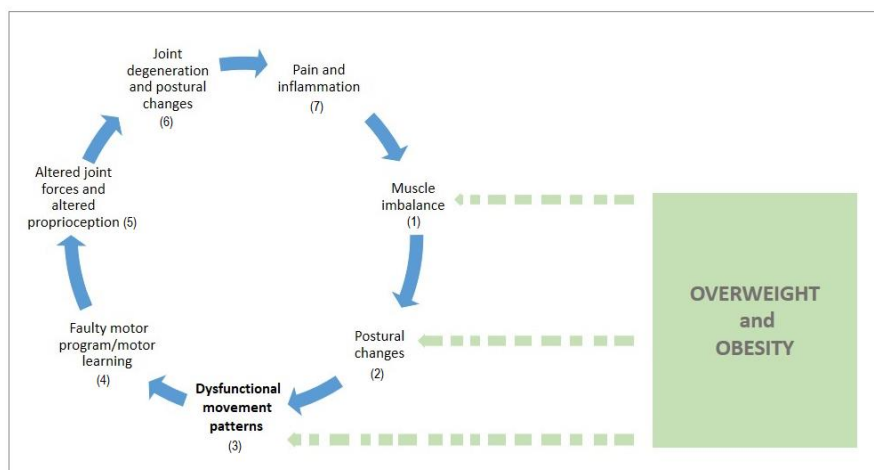 Joint
degeneration
and postural
changes
(6)
Pain and
inflammation
(7)
Muscle
imbalance
(1)
Postural
changes
(2)
Dysfunctional
movement
patterns
(3)
Faulty motor
program/motor
learning
(4)
Altered joint
forces and
altered
proprioception (5)
OVERWEIGHT
and
OBESITY